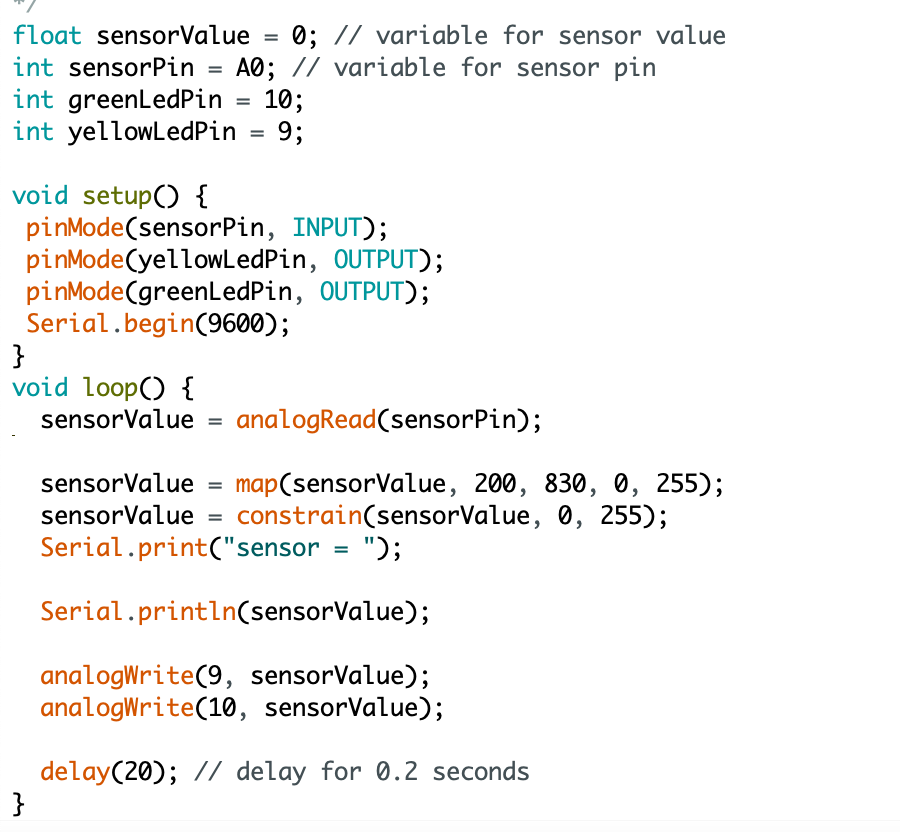 */
float sensorValue = 0; // variable for sensor value
int sensorPin = A0; // variable for sensor pin
int greenLedPin = 10;
int yellowLedPin = 9;
void setup() {
pinMode(sensorPin, INPUT);
pinMode(yellowLedPin, OUTPUT);
pinMode(greenLedPin, OUTPUT);
Serial.begin(9600);
}
void loop() {
sensorValue = analogRead(sensorPin);
sensorValue = map(sensorValue, 200, 830, 0, 255);
sensorValue = constrain(sensorValue, 0, 255);
Serial.print("sensor = ");
Serial.println(sensorValue);
analogWrite(9, sensorValue);
analogWrite(10, sensorValue);
delay(20); // delay for 0.2 seconds
}